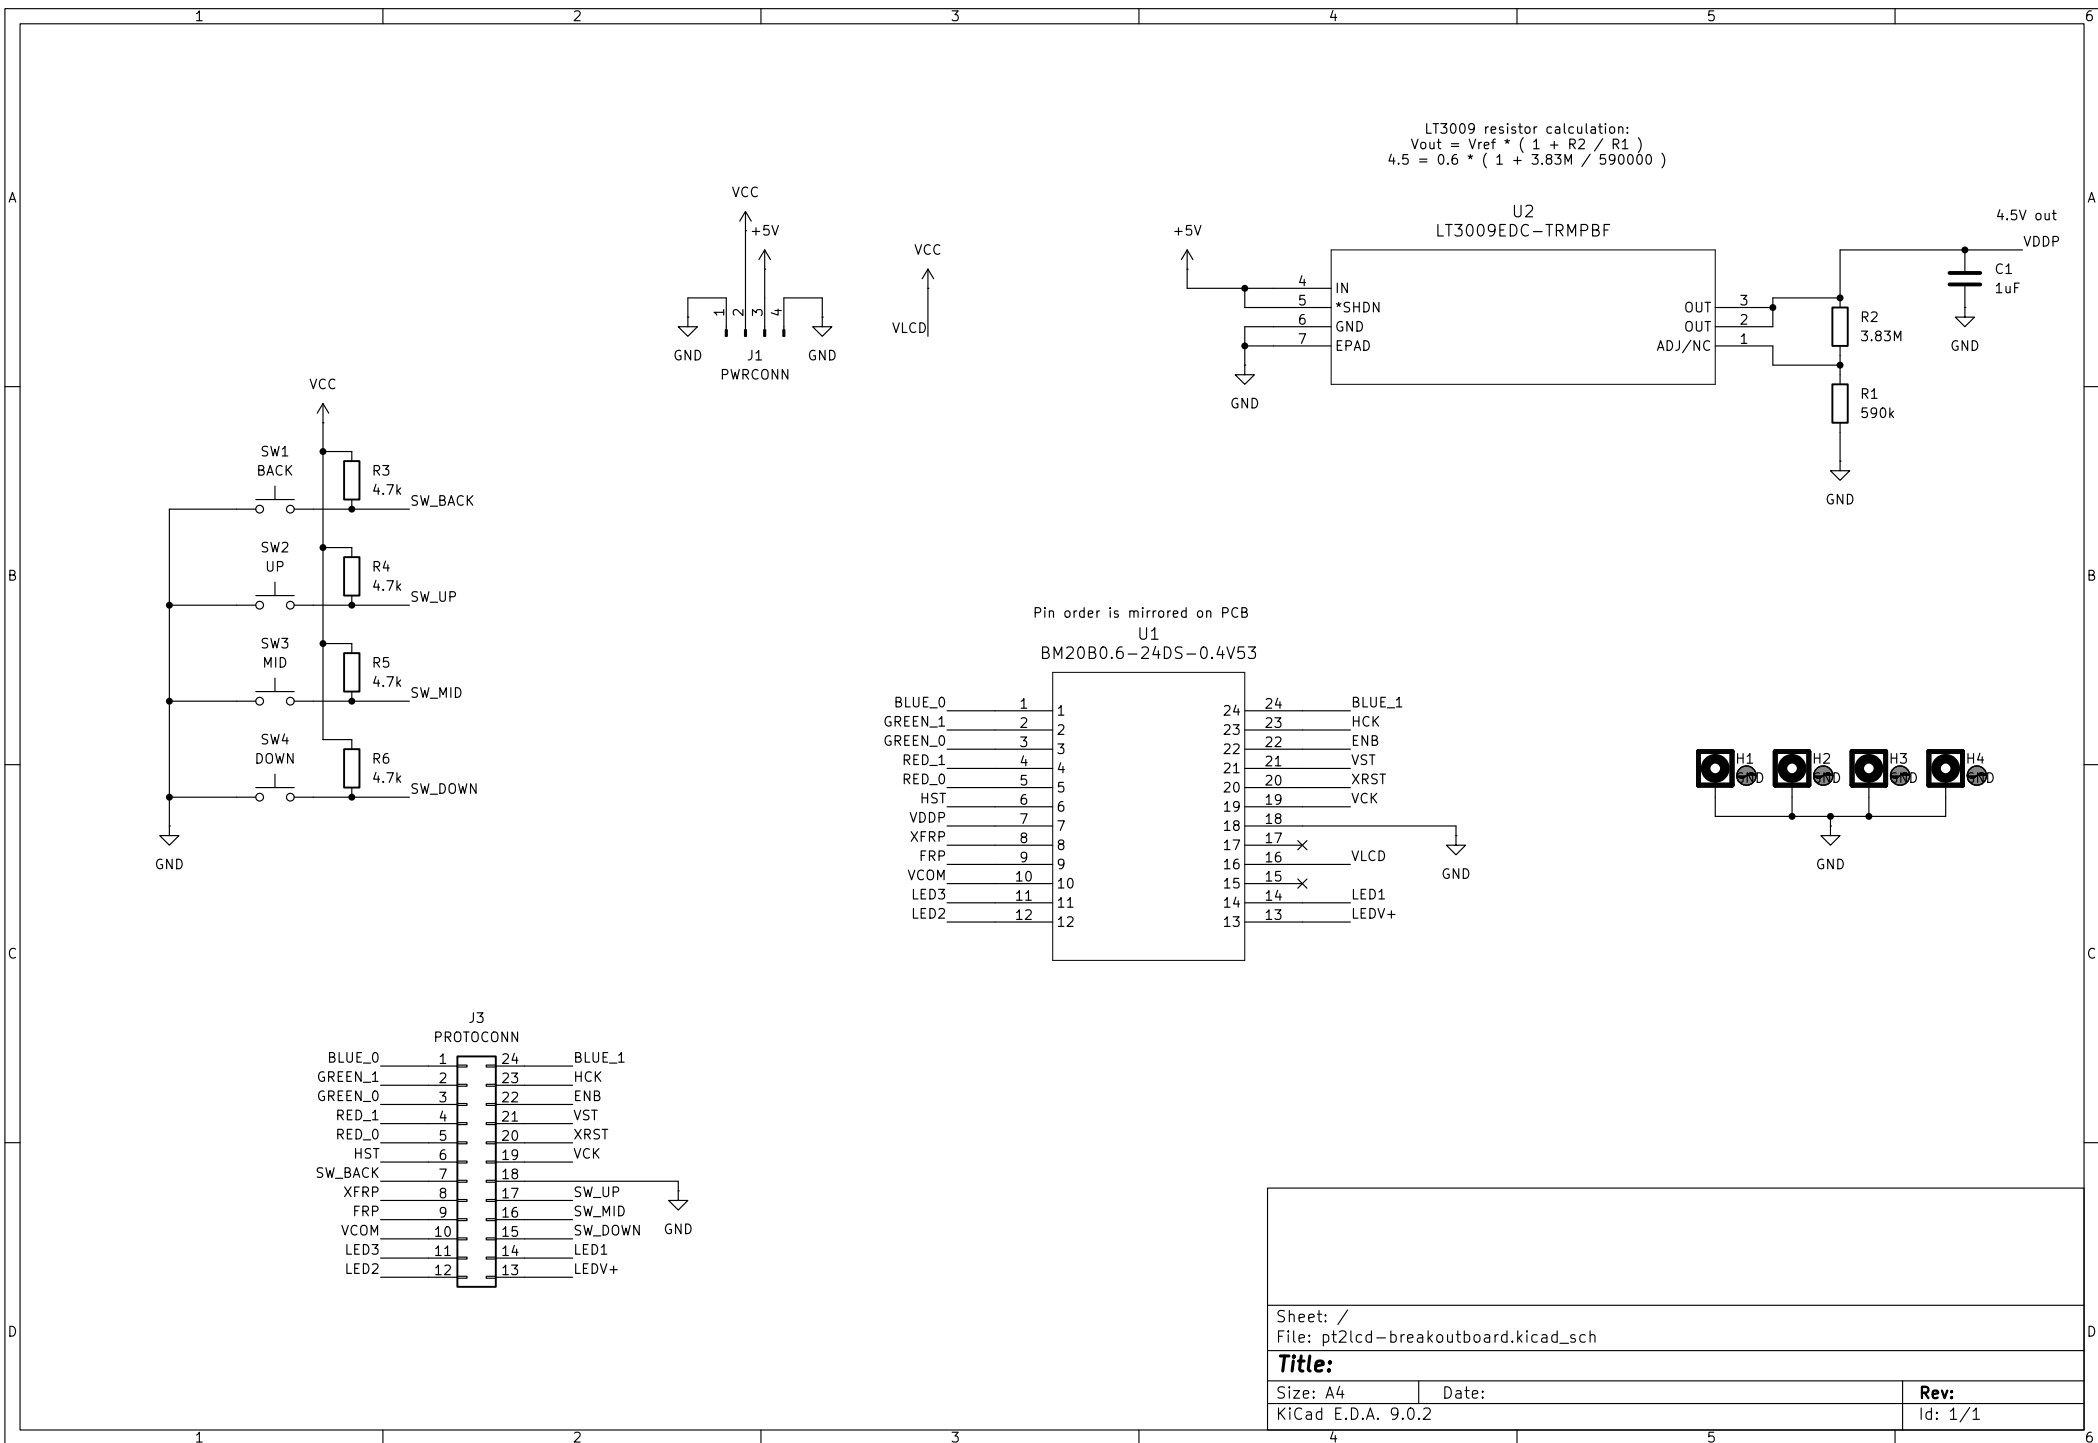 1 2 3 4 5 6
A
B
C
D
A
B
C
D
LT3009 resistor calculation:
Vout = Vref * ( 1 + R2 / R1 )
4.5 = 0.6 * ( 1 + 3.83M / 590000 )
VCC
+5V
1
2
3
4
GND
J1
GND
PWRCONN
VCC
VLCD
U2
LT3009EDC-TRMPBF
+5V
4 IN
5 *SHDN
6 GND
7 EPAD
OUT 3
OUT 2
ADJ/NC 1
GND
4.5V out
VDDP
C1
1uF
GND
R2
3.83M
R1
590k
GND
VCC
SW1
BACK
R3
4.7k
SW_BACK
SW2
UP
R4
4.7k
SW_UP
SW3
MID
R5
4.7k
SW_MID
SW4
DOWN
R6
4.7k
SW_DOWN
GND
Pin order is mirrored on PCB
U1
BM20B0.6-24DS-0.4V53
BLUE_0 1 1 24 24 BLUE_1
GREEN_1 2 2 23 23 HCK
GREEN_0 3 3 22 22 ENB
RED_1 4 4 21 21 VST
RED_0 5 5 20 20 XRST
HST 6 6 19 19 VCK
VDDP 7 7 18 18
XFRP 8 8 17 17
FRP 9 9 16 16 VLCD
VCOM 10 10 15 15
LED3 11 11 14 14 LED1
LED2 12 12 13 13 LEDV+
GND
H1 H2 H3 H4
GND GND GND GND
GND
J3
PROTOCONN
BLUE_0 1 24 BLUE_1
GREEN_1 2 23 HCK
GREEN_0 3 22 ENB
RED_1 4 21 VST
RED_0 5 20 XRST
HST 6 19 VCK
SW_BACK 7 18
XFRP 8 17 SW_UP
FRP 9 16 SW_MID
VCOM 10 15 SW_DOWN
LED3 11 14 LED1
LED2 12 13 LEDV+
GND
Sheet: /
File: pt2lcd-breakoutboard.kicad_sch
Title:
Size: A4 Date: Rev:
KiCad E.D.A. 9.0.2 Id: 1/1
1 2 3 4 5 6